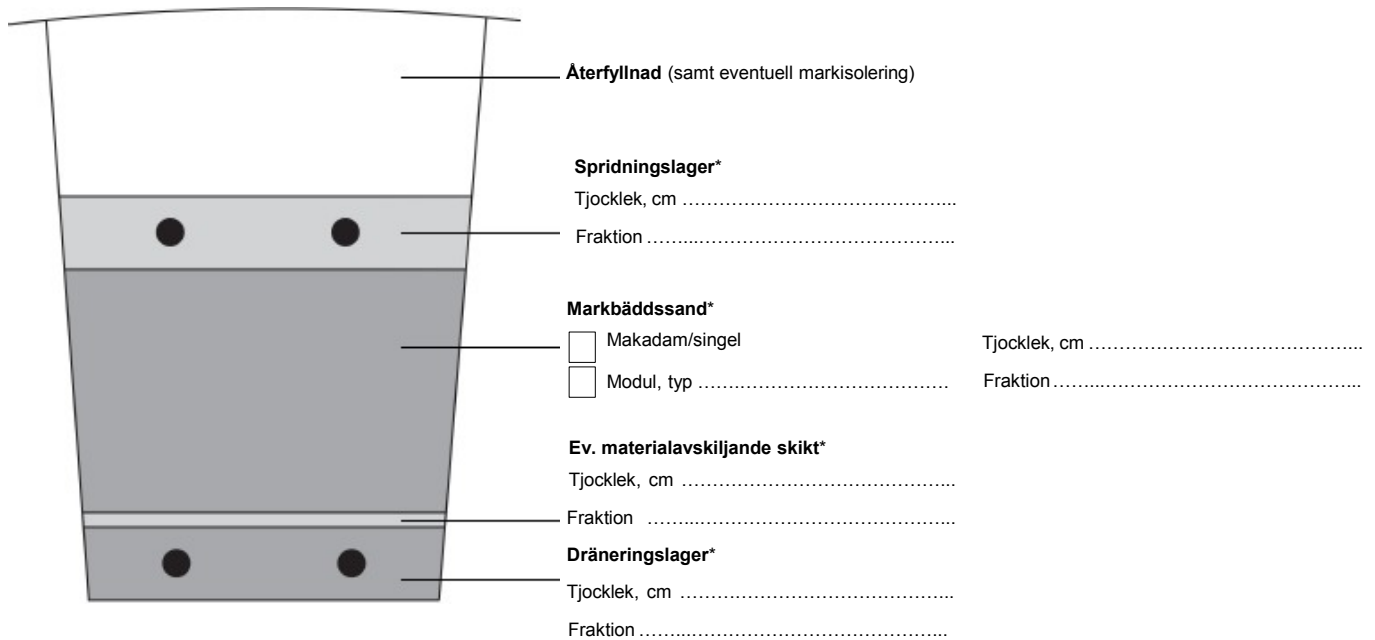 Återfyllnad (samt eventuell markisolering)
Spridningslager*
Tjocklek, cm ……………………………………...
Fraktion ……...…………………………………...
Markbäddssand*
Makadam/singel
Tjocklek, cm ……………………………………...
Modul, typ …….…………………………….
Fraktion……...…………………………………..
Ev. materialavskiljande skikt*
Tjocklek, cm ……………………………………...
Fraktion ……...…………………………………...
Dräneringslager*
Tjocklek, cm ……………………………………..
Fraktion ……...…………………………………...